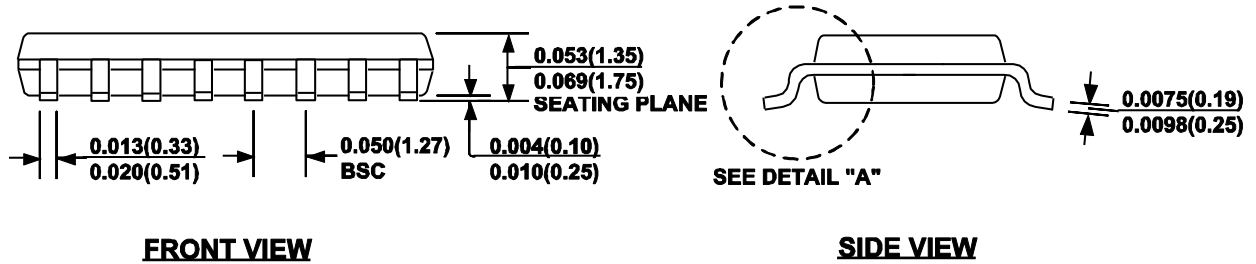 0.053(1.35)
0.069(1.75)
SEATING PLANE
0.013(0.33)
0.020(0.51)
0.050(1.27)
BSC
0.004(0.10)
0.010(0.25)
FRONT VIEW
0.0075(0.19)
0.0098(0.25)
SEE DETAIL "A"
SIDE VIEW